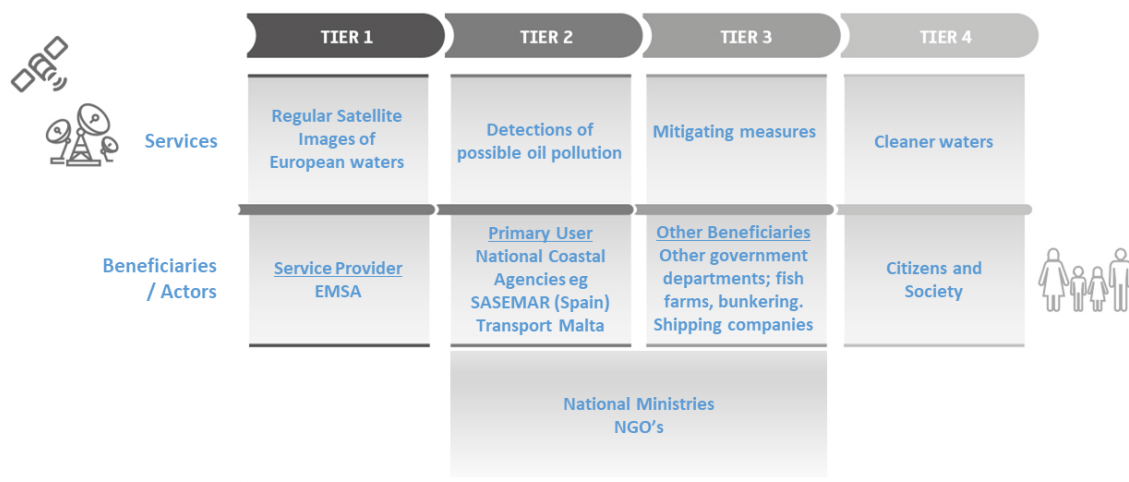 TIER 1
TIER 2
TIER 3
TIER 4
Services
Regular Satellite
Images of
European waters
Detections of
possible oil pollution
Mitigating measures
Cleaner waters
Beneficiaries
/ Actors
Service Provider
EMSA
Primary User
National Coastal
Agencies eg
SASEMAR (Spain)
Transport Malta
Other Beneficiaries
Other government
departments; fish
farms, bunkering.
Shipping companies
Citizens and
Society
National Ministries
NGO's